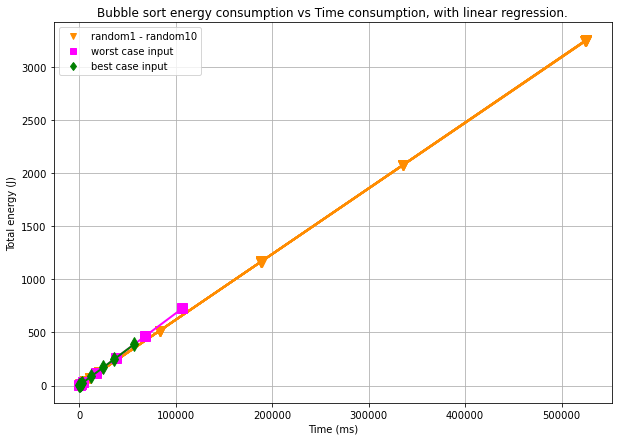 Bubble sort energy consumption vs Time consumption, with linear regression.
random1 - random10
worst case input
best case input
3000
2500
2000
1500
1000
500
0
Total energy (J)
0
100000
200000
300000
400000
500000
Time (ms)